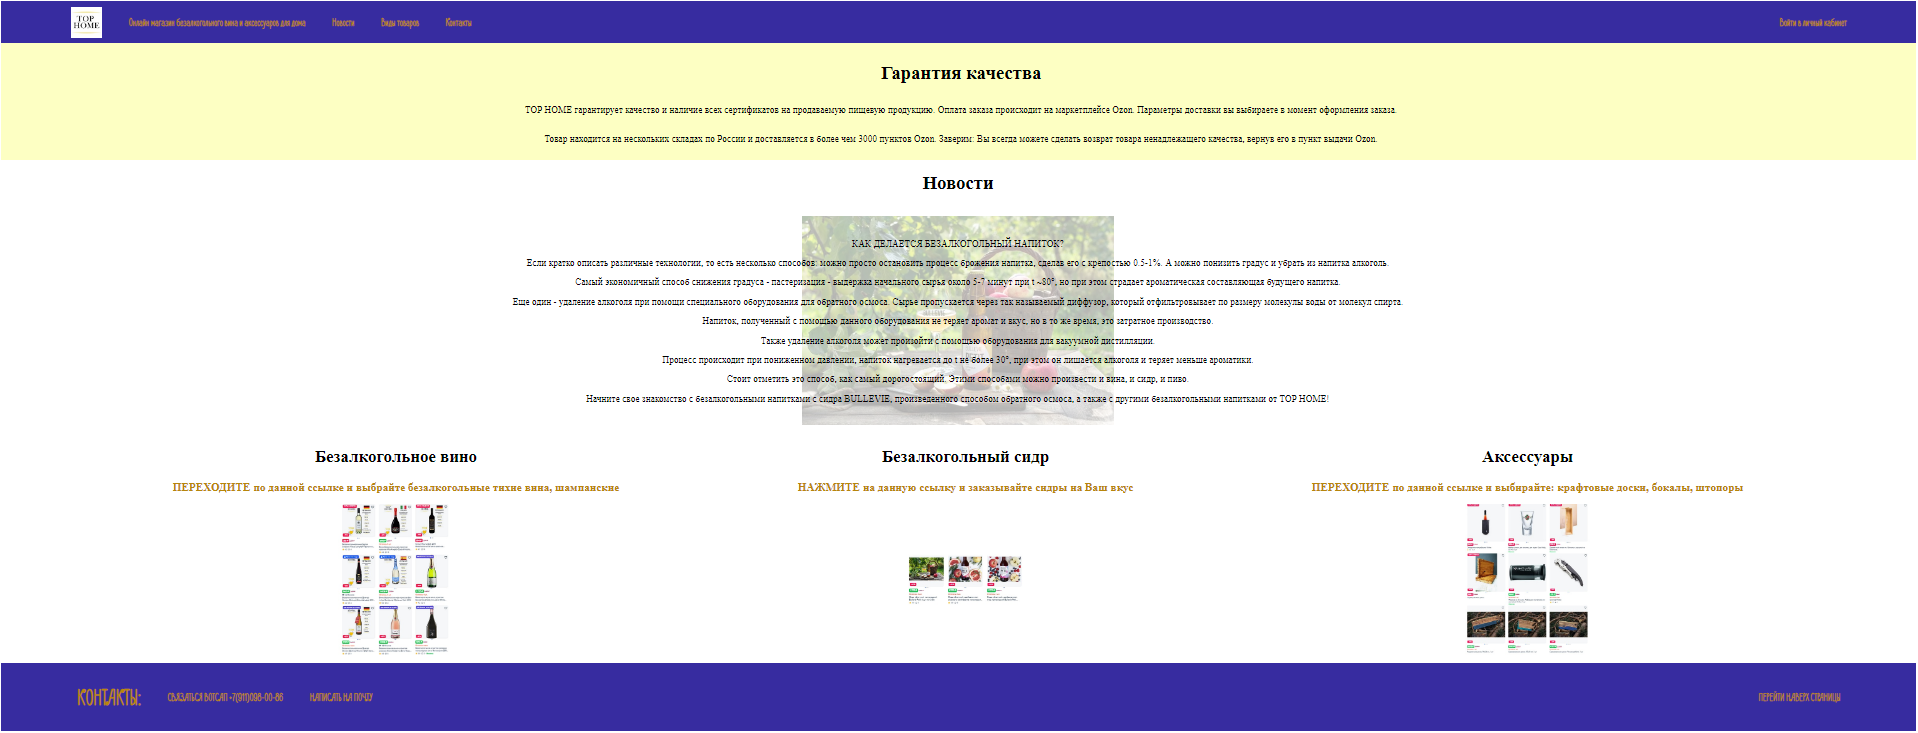 TOP
HOME
Онлайн магазин безалкогольного вина и аксессуаров для дома
Новости
Виды товаров
Контакты
Войти в личный кабинет
Гарантия качества
TOP HOME гарантирует качество и наличие всех сертификатов на продаваемую пищевую продукцию. Оплата заказа происходит на маркетплейсе Ozon. Параметры доставки вы выбираете в момент оформления заказа.
Товар находится на нескольких складах по России и доставляется в более чем 3000 пунктов Ozon. Заверим: Вы всегда можете сделать возврат товара ненадлежащего качества, вернув его в пункт выдачи Ozon.
Новости
КАК ДЕЛАЕТСЯ БЕЗАЛКОГОЛЬНЫЙ НАПИТОК?
Если кратко описать различные технологии, то есть несколько способов: можно просто остановить процесс брожения напитка, сделав его с крепостью 0.5-1%. А можно понизить градус и убрать из напитка алкоголь.
Самый экономичный способ снижения градуса - пастеризация - выдержка начального сырья около 5-7 минут при t ~80°, но при этом страдает ароматическая составляющая будущего напитка.
Еще один - удаление алкоголя при помощи специального оборудования для обратного осмоса. Сырье пропускается через так называемый диффузор, который отфильтровывает по размеру молекулы воды от молекул спирта.
Напиток, полученный с помощью данного оборудования не теряет аромат и вкус, но в то же время, это затратное производство.
Также удаление алкоголя может произойти с помощью оборудования для вакуумной дистилляции.
Процесс происходит при пониженном давлении, напиток нагревается до t не более 30°, при этом он лишается алкоголя и теряет меньше ароматики.
Стоит отметить это способ, как самый дорогостоящий. Этими способами можно произвести и вина, и сидр, и пиво.
Начните свое знакомство с безалкогольными напитками с сидра BULLEVIE, произведенного способом обратного осмоса, а также с другими безалкогольными напитками от TOP HOME!
Безалкогольное вино
ПЕРЕХОДИТЕ по данной ссылке и выбрайте безалкогольные тихие вина, шампанские
Безалкогольный сидр
НАЖМИТЕ на данную ссылку и заказывайте сидры на Ваш вкус
Аксессуары
ПЕРЕХОДИТЕ по данной ссылке и выбирайте: крафтовые доски, бокалы, штопоры
КОНТАКТЫ:
СВЯЗАТЬСЯ ВОТСАП +7(911)098-00-86
НАПИСАТЬ НА ПОЧТУ
ПЕРЕЙТИ НАВЕРХ СТРАНИЦЫ